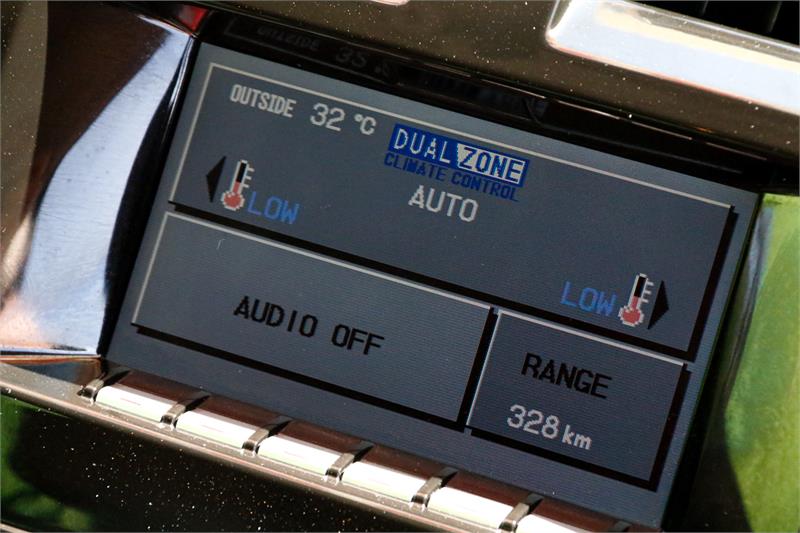 OUTSIDE 32 °C
DUAL ZONE
CLIMATE CONTROL
AUTO
LOW
LOW
AUDIO OFF
RANGE
328 km